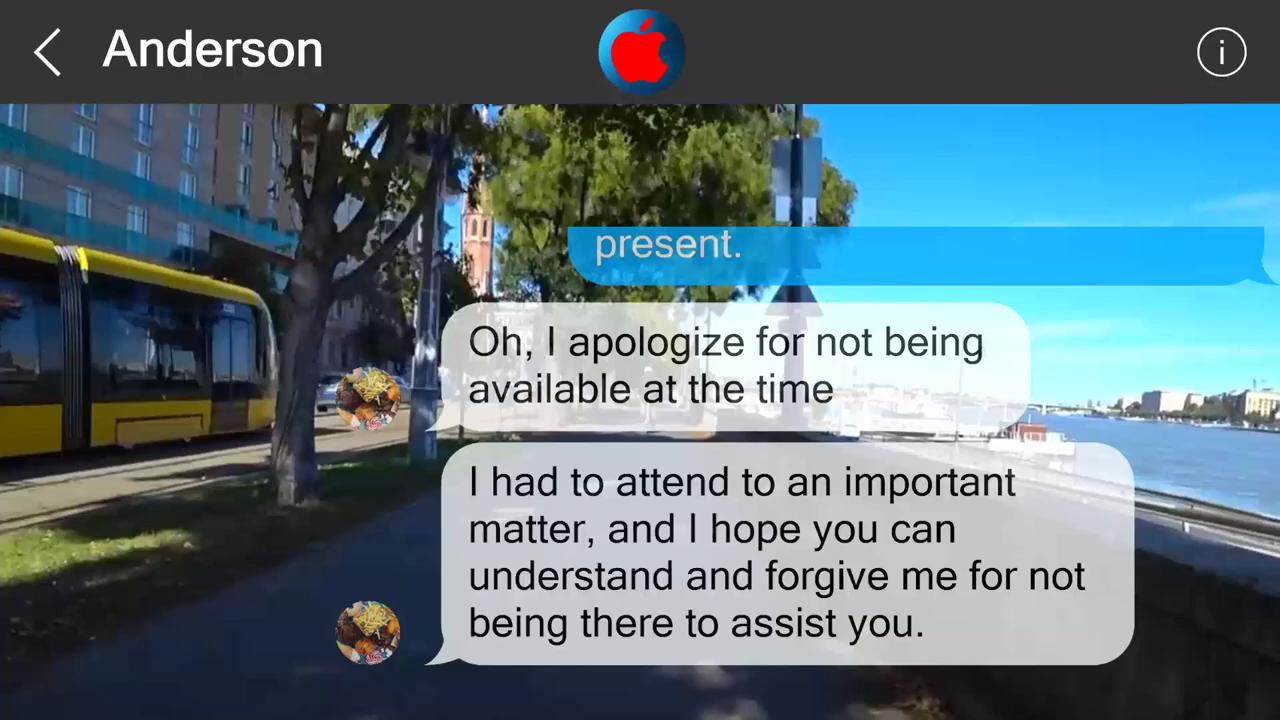 Anderson
present.
Oh, I apologize for not being
available at the time
I had to attend to an important
matter, and I hope you can
understand and forgive me for not
being there to assist you.